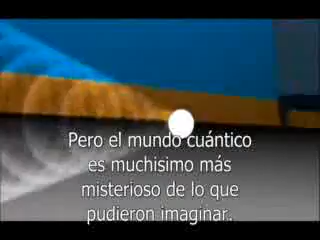 Pero el mundo cuántico
es muchisimo más
misterioso de lo que
pudieron imaginar.